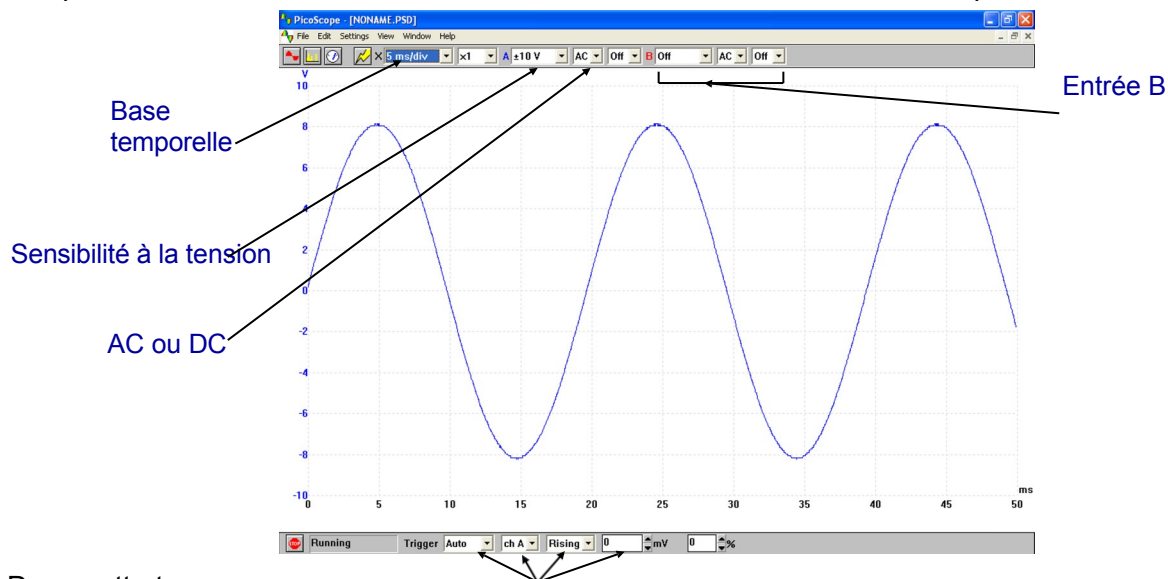 PicoScope - [NONAME.PSD]
File Edit Settings View Window Help
5 ms/div x1 A ±10 V AC Off B Off AC Off
V
10
8
6
4
2
0
-2
-4
-6
-8
-10
0 5 10 15 20 25 30 35 40 45 50
ms
Base
temporelle
Sensibilité à la tension
AC ou DC
Entrée B
STOP Running Trigger Auto ch A Rising 0 mV 0 %